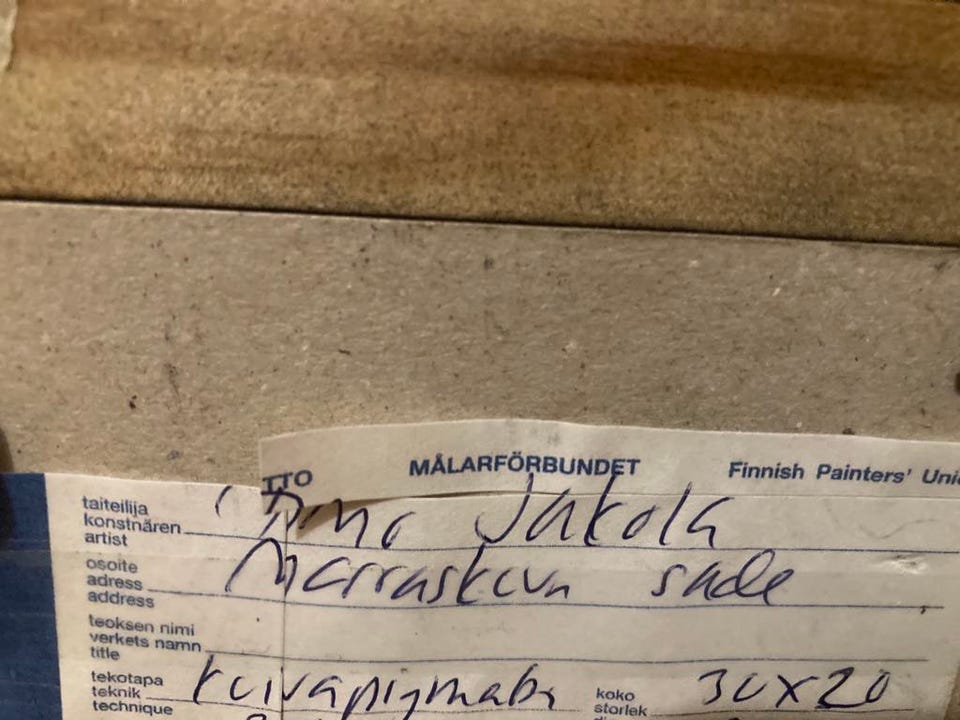 TTO MÅLARFÖRBUNDET Finnish Painters' Uni
taiteilija
konstnären
artist
Jakola
osoite
adress
address
Marraskuun sade
teoksen nimi
verkets namn
title
tekotapa
teknik
technique
koko
storlek
30x20